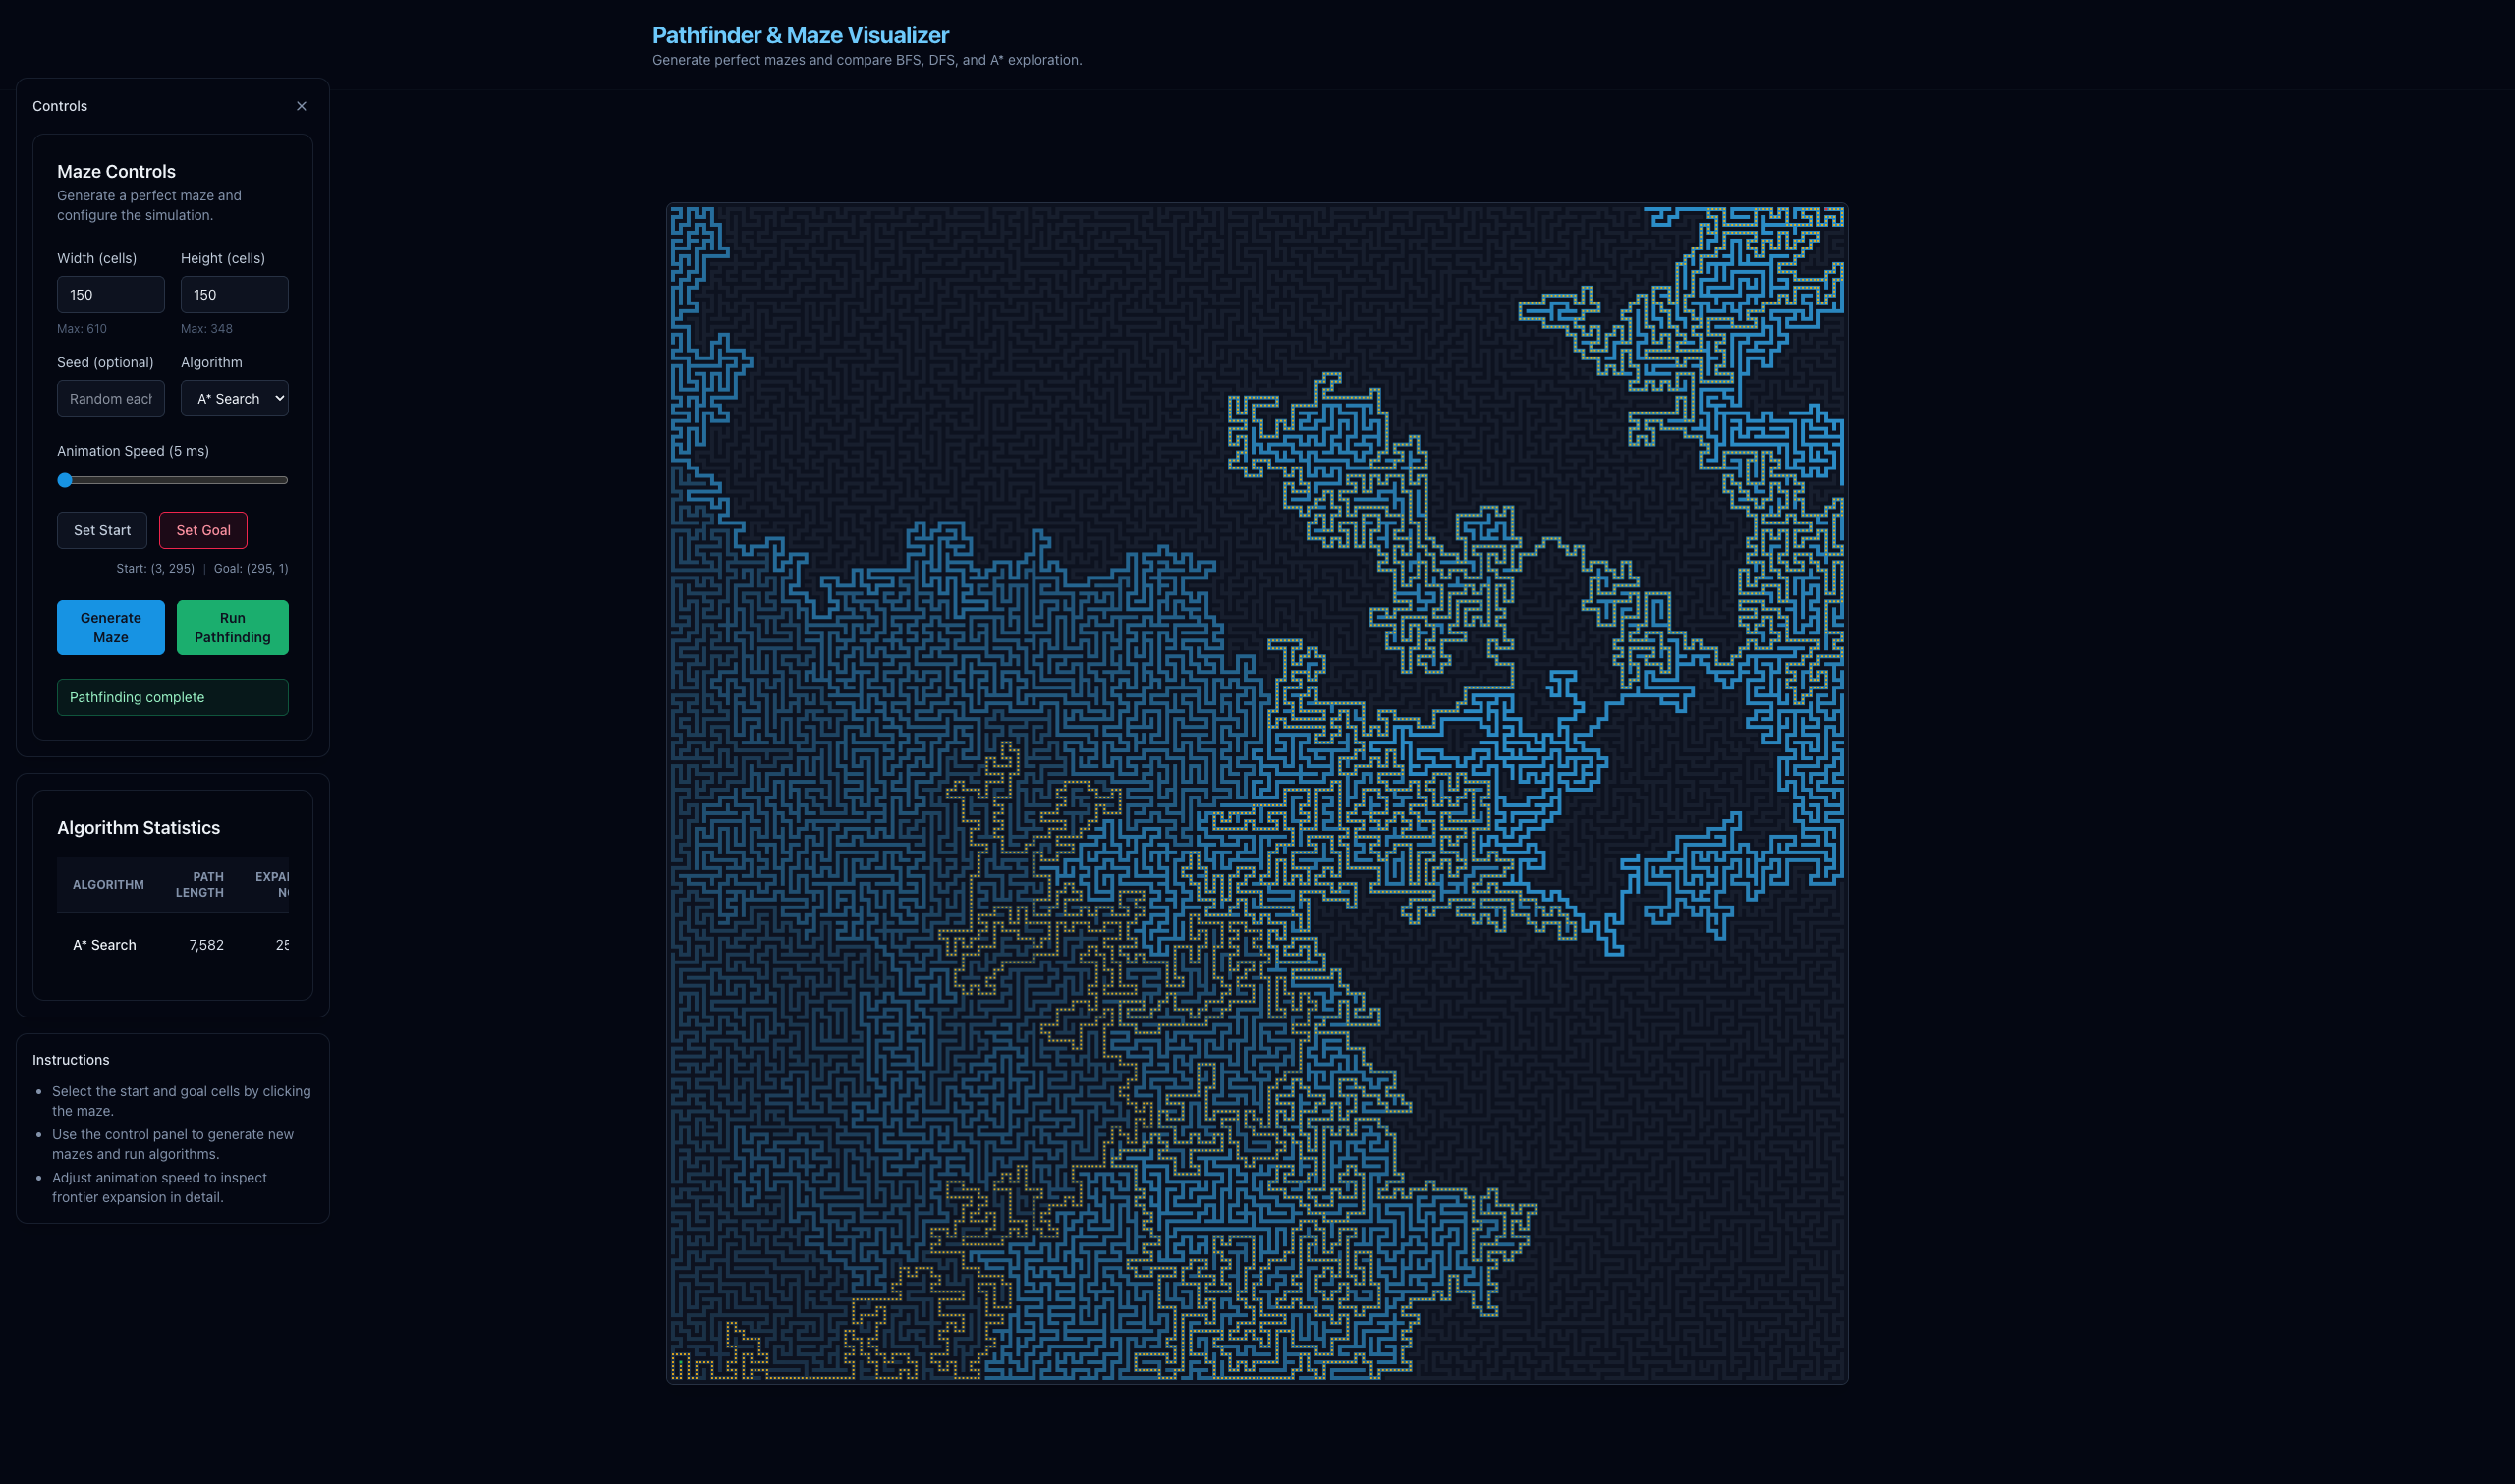 Pathfinder & Maze Visualizer
Generate perfect mazes and compare BFS, DFS, and A* exploration.
Controls
Maze Controls
Generate a perfect maze and
configure the simulation.
Width (cells)
Height (cells)
150
150
Max: 610
Max: 348
Seed (optional)
Algorithm
Random each
A* Search
Animation Speed (5 ms)
Set Start
Set Goal
Start: (3, 295) | Goal: (295, 1)
Generate
Maze
Run
Pathfinding
Pathfinding complete
Algorithm Statistics
ALGORITHM
PATH
LENGTH
A* Search
7,582
25
Instructions
• Select the start and goal cells by clicking
the maze.
• Use the control panel to generate new
mazes and run algorithms.
• Adjust animation speed to inspect
frontier expansion in detail.